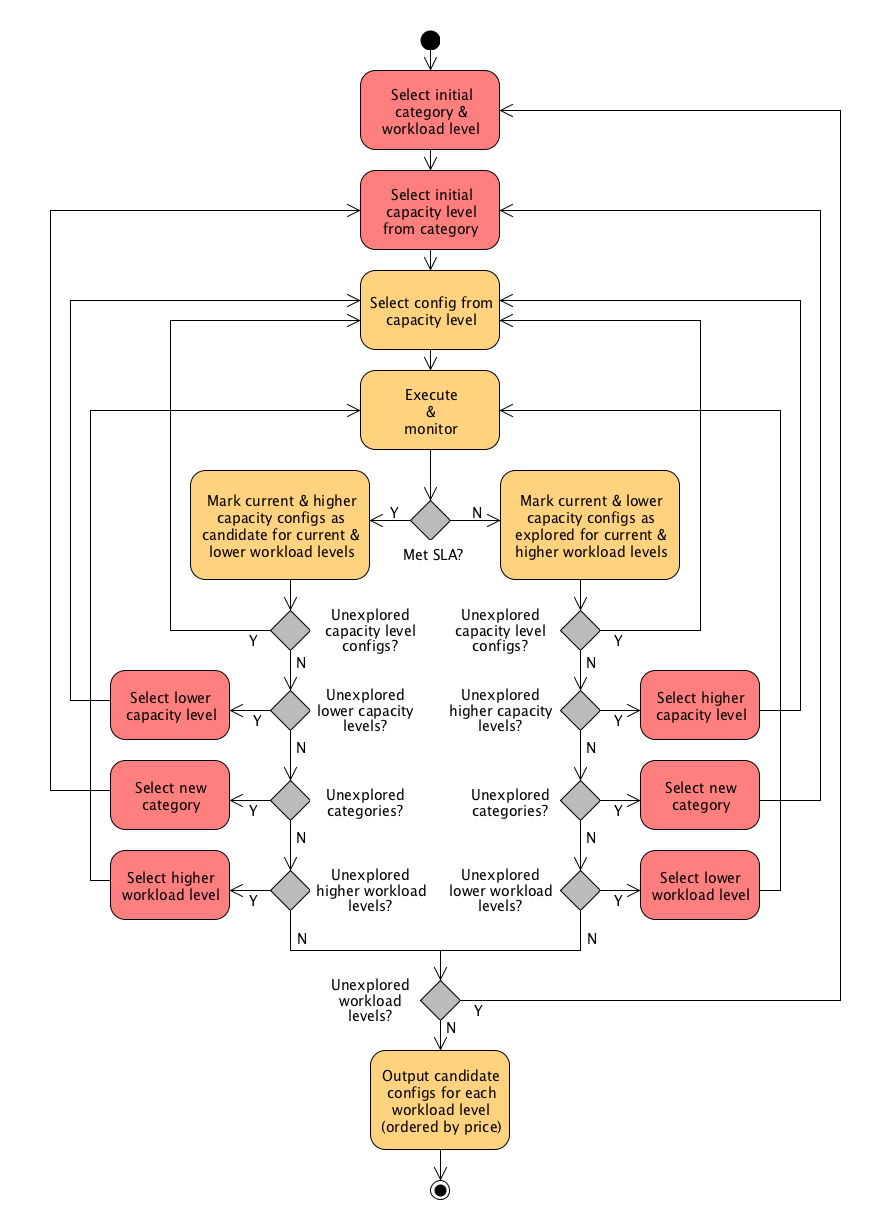 Select initial
category &
workload level
Select initial
capacity level
from category
Select config from
capacity level
Execute
&
monitor
Mark current & higher
capacity configs as
candidate for current &
lower workload levels
Y
N
Met SLA?
Mark current & lower
capacity configs as
explored for current &
higher workload levels
Unexplored
capacity level
configs?
Y
N
Unexplored
capacity level
configs?
Y
N
Select lower
capacity level
Y
Unexplored
lower capacity
levels?
N
Unexplored
higher capacity
levels?
Y
N
Select higher
capacity level
Select new
category
Y
Unexplored
categories?
N
Unexplored
categories?
Y
N
Select new
category
Select higher
workload level
Y
Unexplored
higher workload
levels?
N
Unexplored
lower workload
levels?
Y
N
Select lower
workload level
Unexplored
workload
levels?
Y
N
Output candidate
configs for each
workload level
(ordered by price)